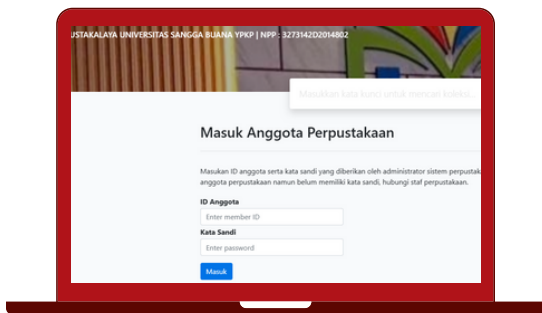 USTAKALAYA UNIVERSITAS SANGGA BUANA YPKP | NPP : 3273142D2014802
Masukkan kata kunci untuk mencari koleksi...
Masuk Anggota Perpustakaan
Masukan ID anggota serta kata sandi yang diberikan oleh administrator sistem perpustak
anggota perpustakaan namun belum memiliki kata sandi, hubungi staf perpustakaan.
ID Anggota
Enter member ID
Kata Sandi
Enter password
Masuk